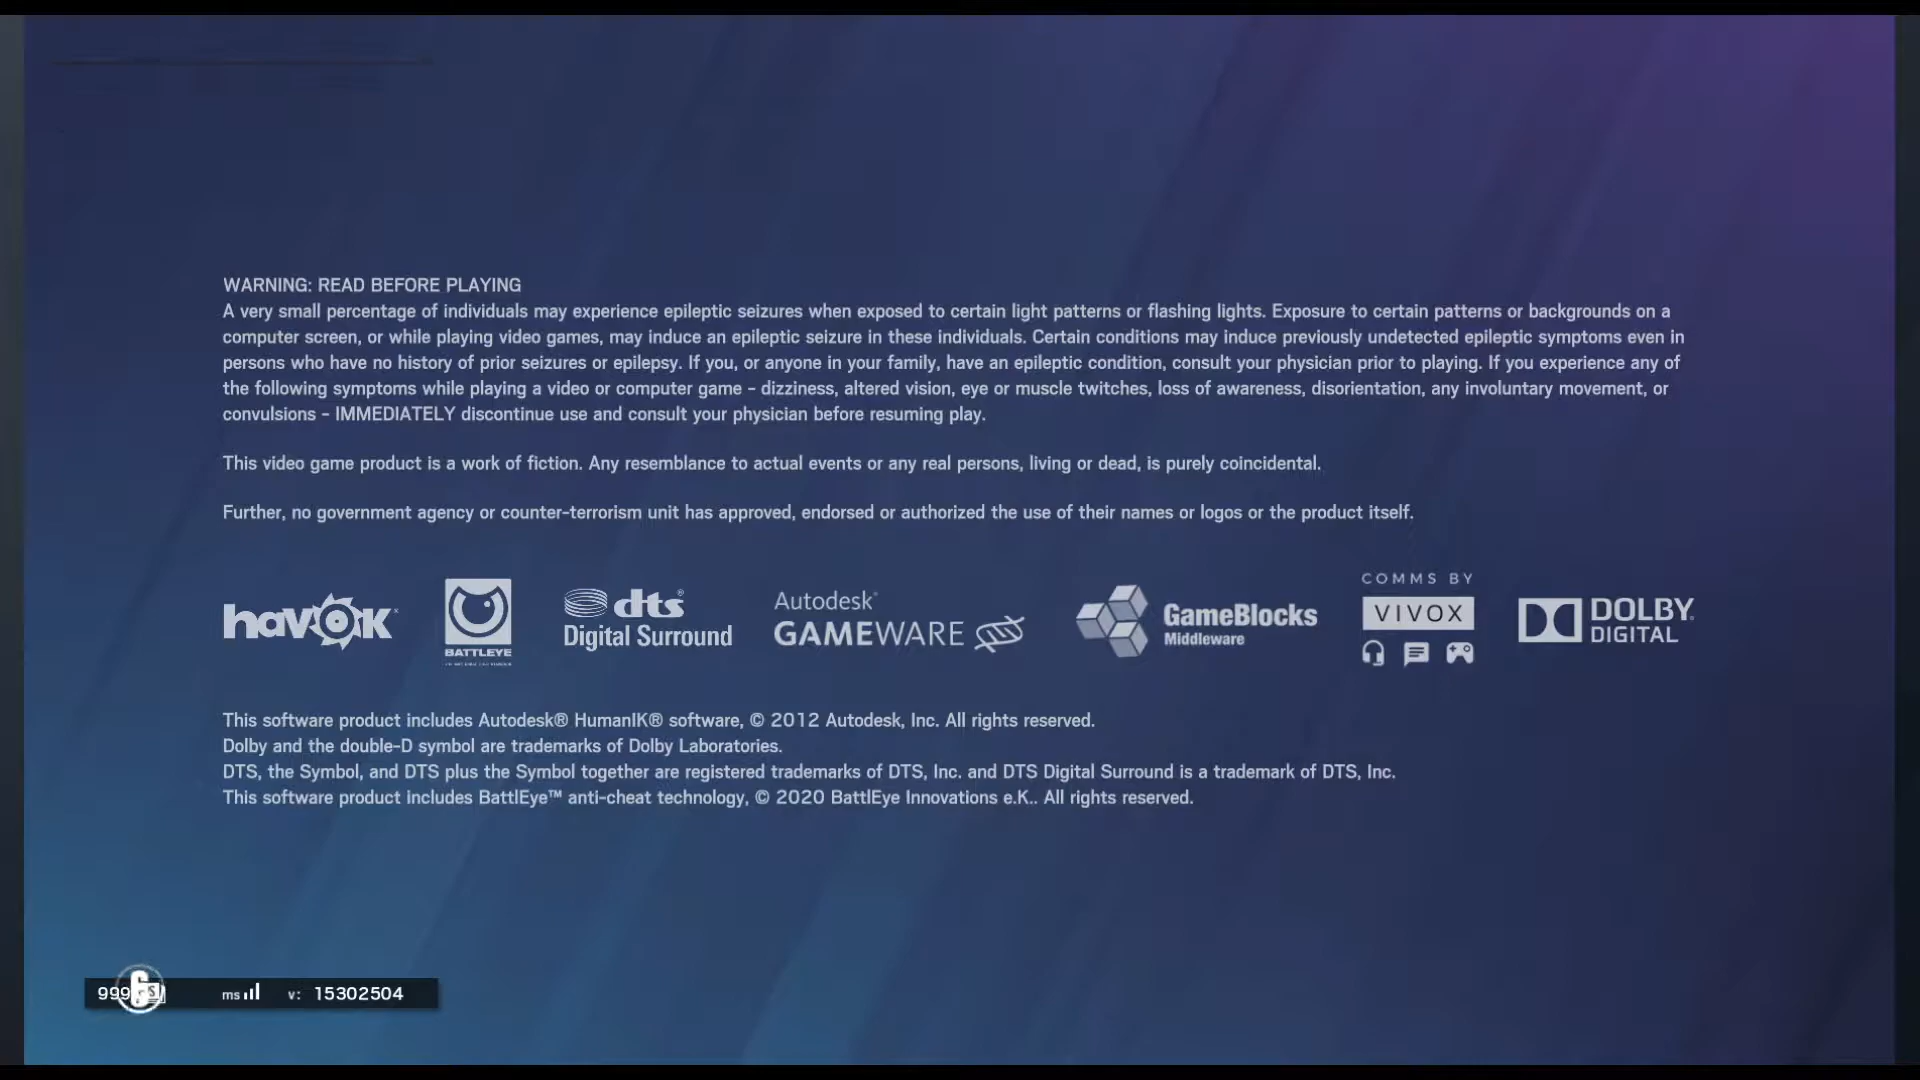 WARNING: READ BEFORE PLAYING
A very small percentage of individuals may experience epileptic seizures when exposed to certain light patterns or flashing lights. Exposure to certain patterns or backgrounds on a
computer screen, or while playing video games, may induce an epileptic seizure in these individuals. Certain conditions may induce previously undetected epileptic symptoms even in
persons who have no history of prior seizures or epilepsy. If you, or anyone in your family, have an epileptic condition, consult your physician prior to playing. If you experience any of
the following symptoms while playing a video or computer game - dizziness, altered vision, eye or muscle twitches, loss of awareness, disorientation, any involuntary movement, or
convulsions - IMMEDIATELY discontinue use and consult your physician before resuming play.
This video game product is a work of fiction. Any resemblance to actual events or any real persons, living or dead, is purely coincidental.
Further, no government agency or counter-terrorism unit has approved, endorsed or authorized the use of their names or logos or the product itself.
havok
BATTLEYE
dts®
Digital Surround
Autodesk®
GAMEWARE
GameBlocks
Middleware
COMMS BY
VIVOX
DOLBY®
DIGITAL
This software product includes Autodesk® HumanIK® software, © 2012 Autodesk, Inc. All rights reserved.
Dolby and the double-D symbol are trademarks of Dolby Laboratories.
DTS, the Symbol, and DTS plus the Symbol together are registered trademarks of DTS, Inc. and DTS Digital Surround is a trademark of DTS, Inc.
This software product includes BattlEye™ anti-cheat technology, © 2020 BattlEye Innovations e.K.. All rights reserved.
999 ms v: 15302504